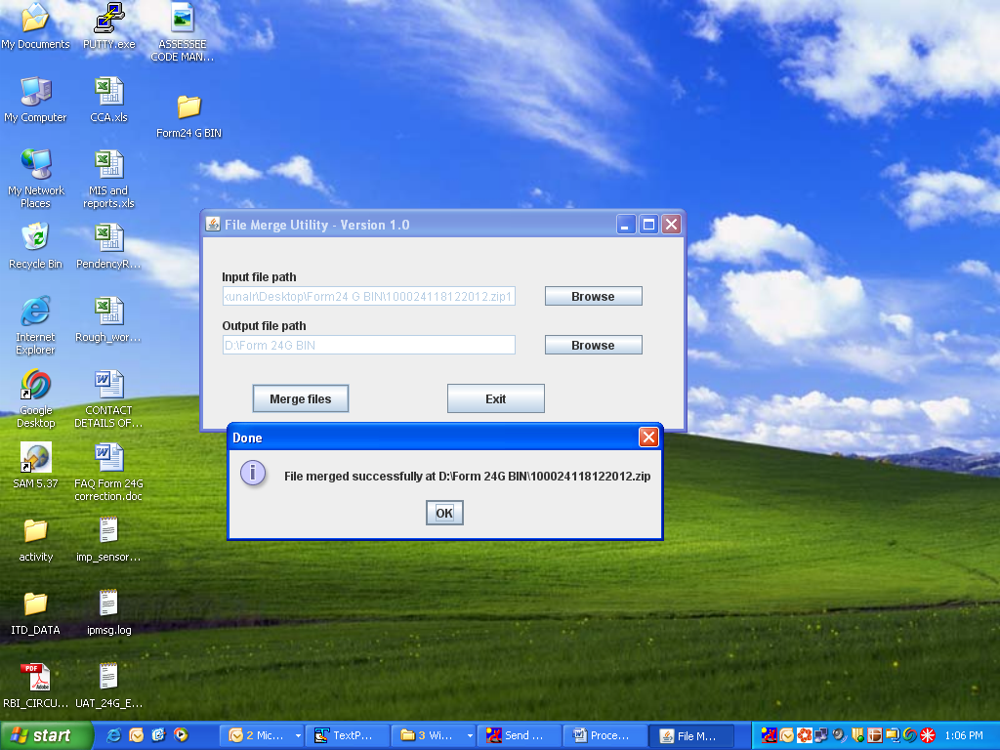 My Documents
PUTTY.exe
ASSESSEE
CODE MAN...
My Computer
CCA.xls
Form24 G BIN
My Network
Places
MIS and
reports.xls
Recycle Bin
PendencyR...
Internet
Explorer
Rough_wor...
Google
Desktop
CONTACT
DETAILS OF...
SAM 5.37
FAQ Form 24G
correction.doc
activity
imp_sensor...
ITD_DATA
ipmsg.log
PDF
Adobe
RBI_CIRCU...
UAT_24G_E...
File Merge Utility - Version 1.0
Input file path
kunalr\Desktop\Form24 G BIN\100024118122012.zip1
Browse
Output file path
D:\Form 24G BIN
Browse
Merge files
Exit
Done
File merged successfully at D:\Form 24G BIN\100024118122012.zip
OK
start
2 Mic...
TextP...
3 Wi...
Send ...
Proce...
File M...
1:06 PM